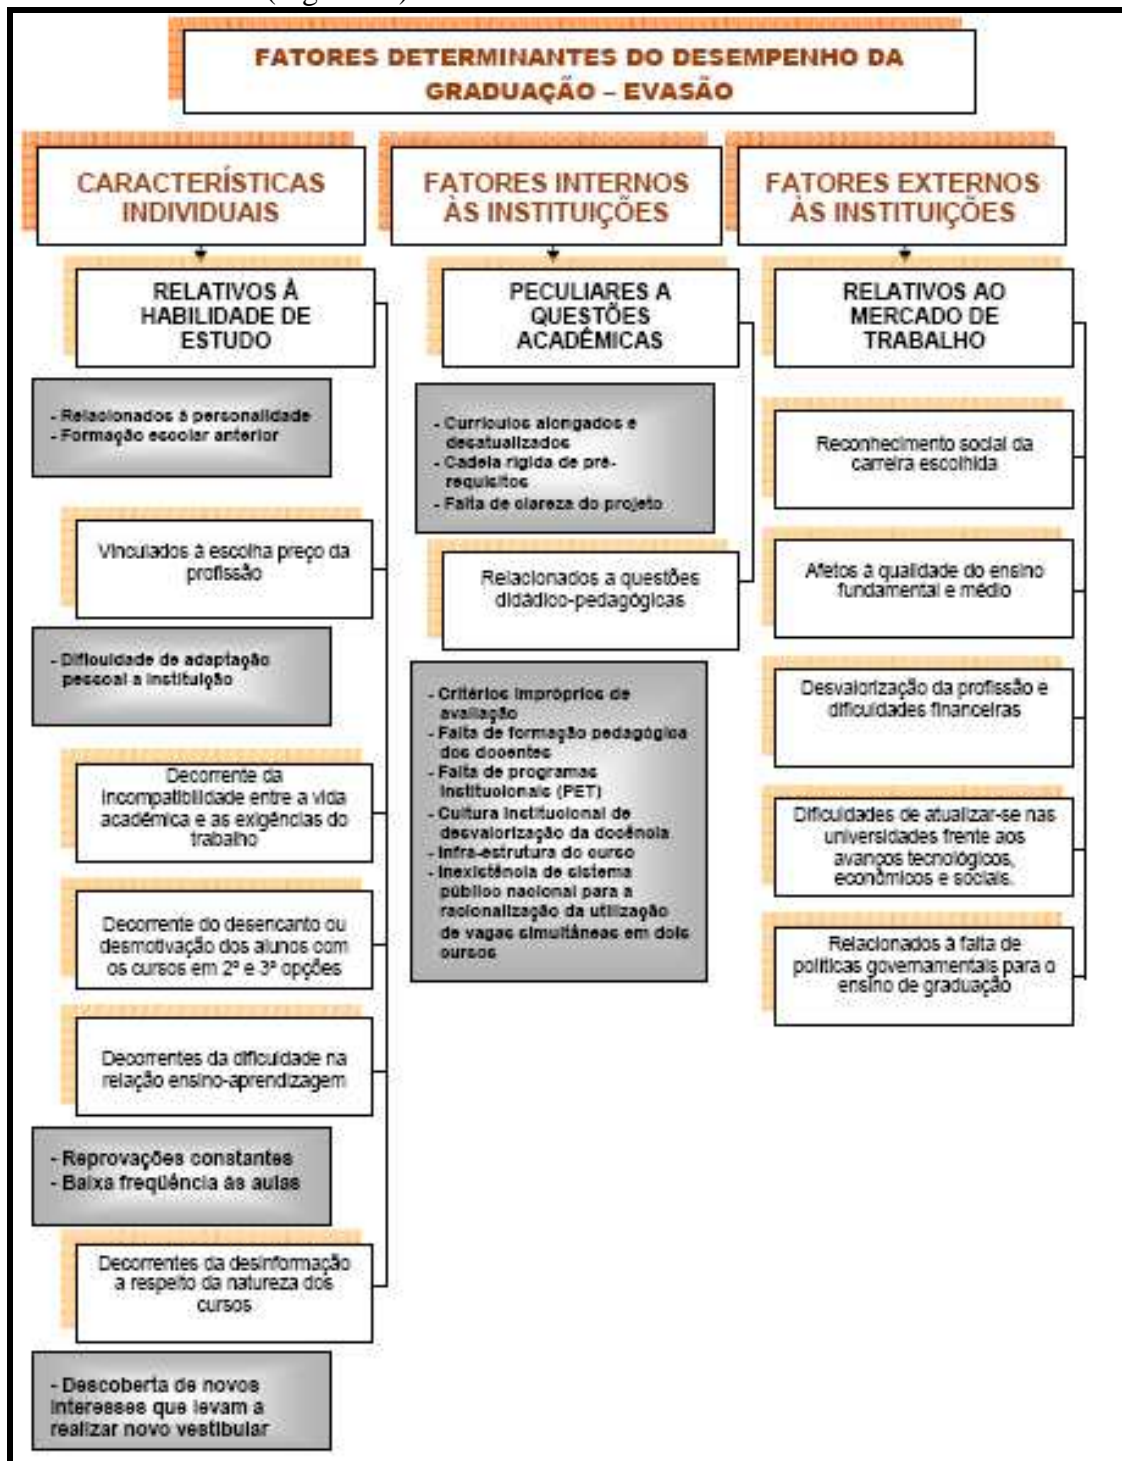 FATORES DETERMINANTES DO DESEMPENHO DA
GRADUAÇÃO – EVASÃO
CARACTERÍSTICAS
INDIVIDUAIS
RELATIVOS À
HABILIDADE DE
ESTUDO
- Relacionados à personalidade
- Formação escolar anterior
Vinculados à escolha preço da
profissão
- Dificuldade de adaptação
pessoal a instituição
Decorrente da
incompatibilidade entre a vida
acadêmica e as exigências do
trabalho
Decorrente do desencanto ou
desmotivação dos alunos com
os cursos em 2ª e 3ª opções
Decorrentes da dificuldade na
relação ensino-aprendizagem
- Reprovações constantes
- Baixa freqüência às aulas
Decorrentes da desinformação
a respeito da natureza dos
cursos
- Descoberta de novos
interesses que levam a
realizar novo vestibular
FATORES INTERNOS
ÀS INSTITUIÇÕES
PECULIARES A
QUESTÕES
ACADÊMICAS
- Currículos alongados e
desatualizados
- Cadeia rígida de pré-
requisitos
- Falta de clareza do projeto
Relacionados a questões
didádico-pedagógicas
- Critérios impróprios de
avaliação
- Falta de formação pedagógica
dos docentes
- Falta de programas
institucionais (PET)
- Cultura institucional de
desvalorização da docência
- Infra-estrutura do curso
- Inexistência de sistema
público nacional para a
racionalização da utilização
de vagas simultâneas em dois
cursos
FATORES EXTERNOS
ÀS INSTITUIÇÕES
RELATIVOS AO
MERCADO DE
TRABALHO
Reconhecimento social da
carreira escolhida
Afetos à qualidade do ensino
fundamental e médio
Desvalorização da profissão e
dificuldades financeiras
Dificuldades de atualizar-se nas
universidades frente aos
avanços tecnológicos,
econômicos e sociais.
Relacionados à falta de
políticas governamentais para o
ensino de graduação